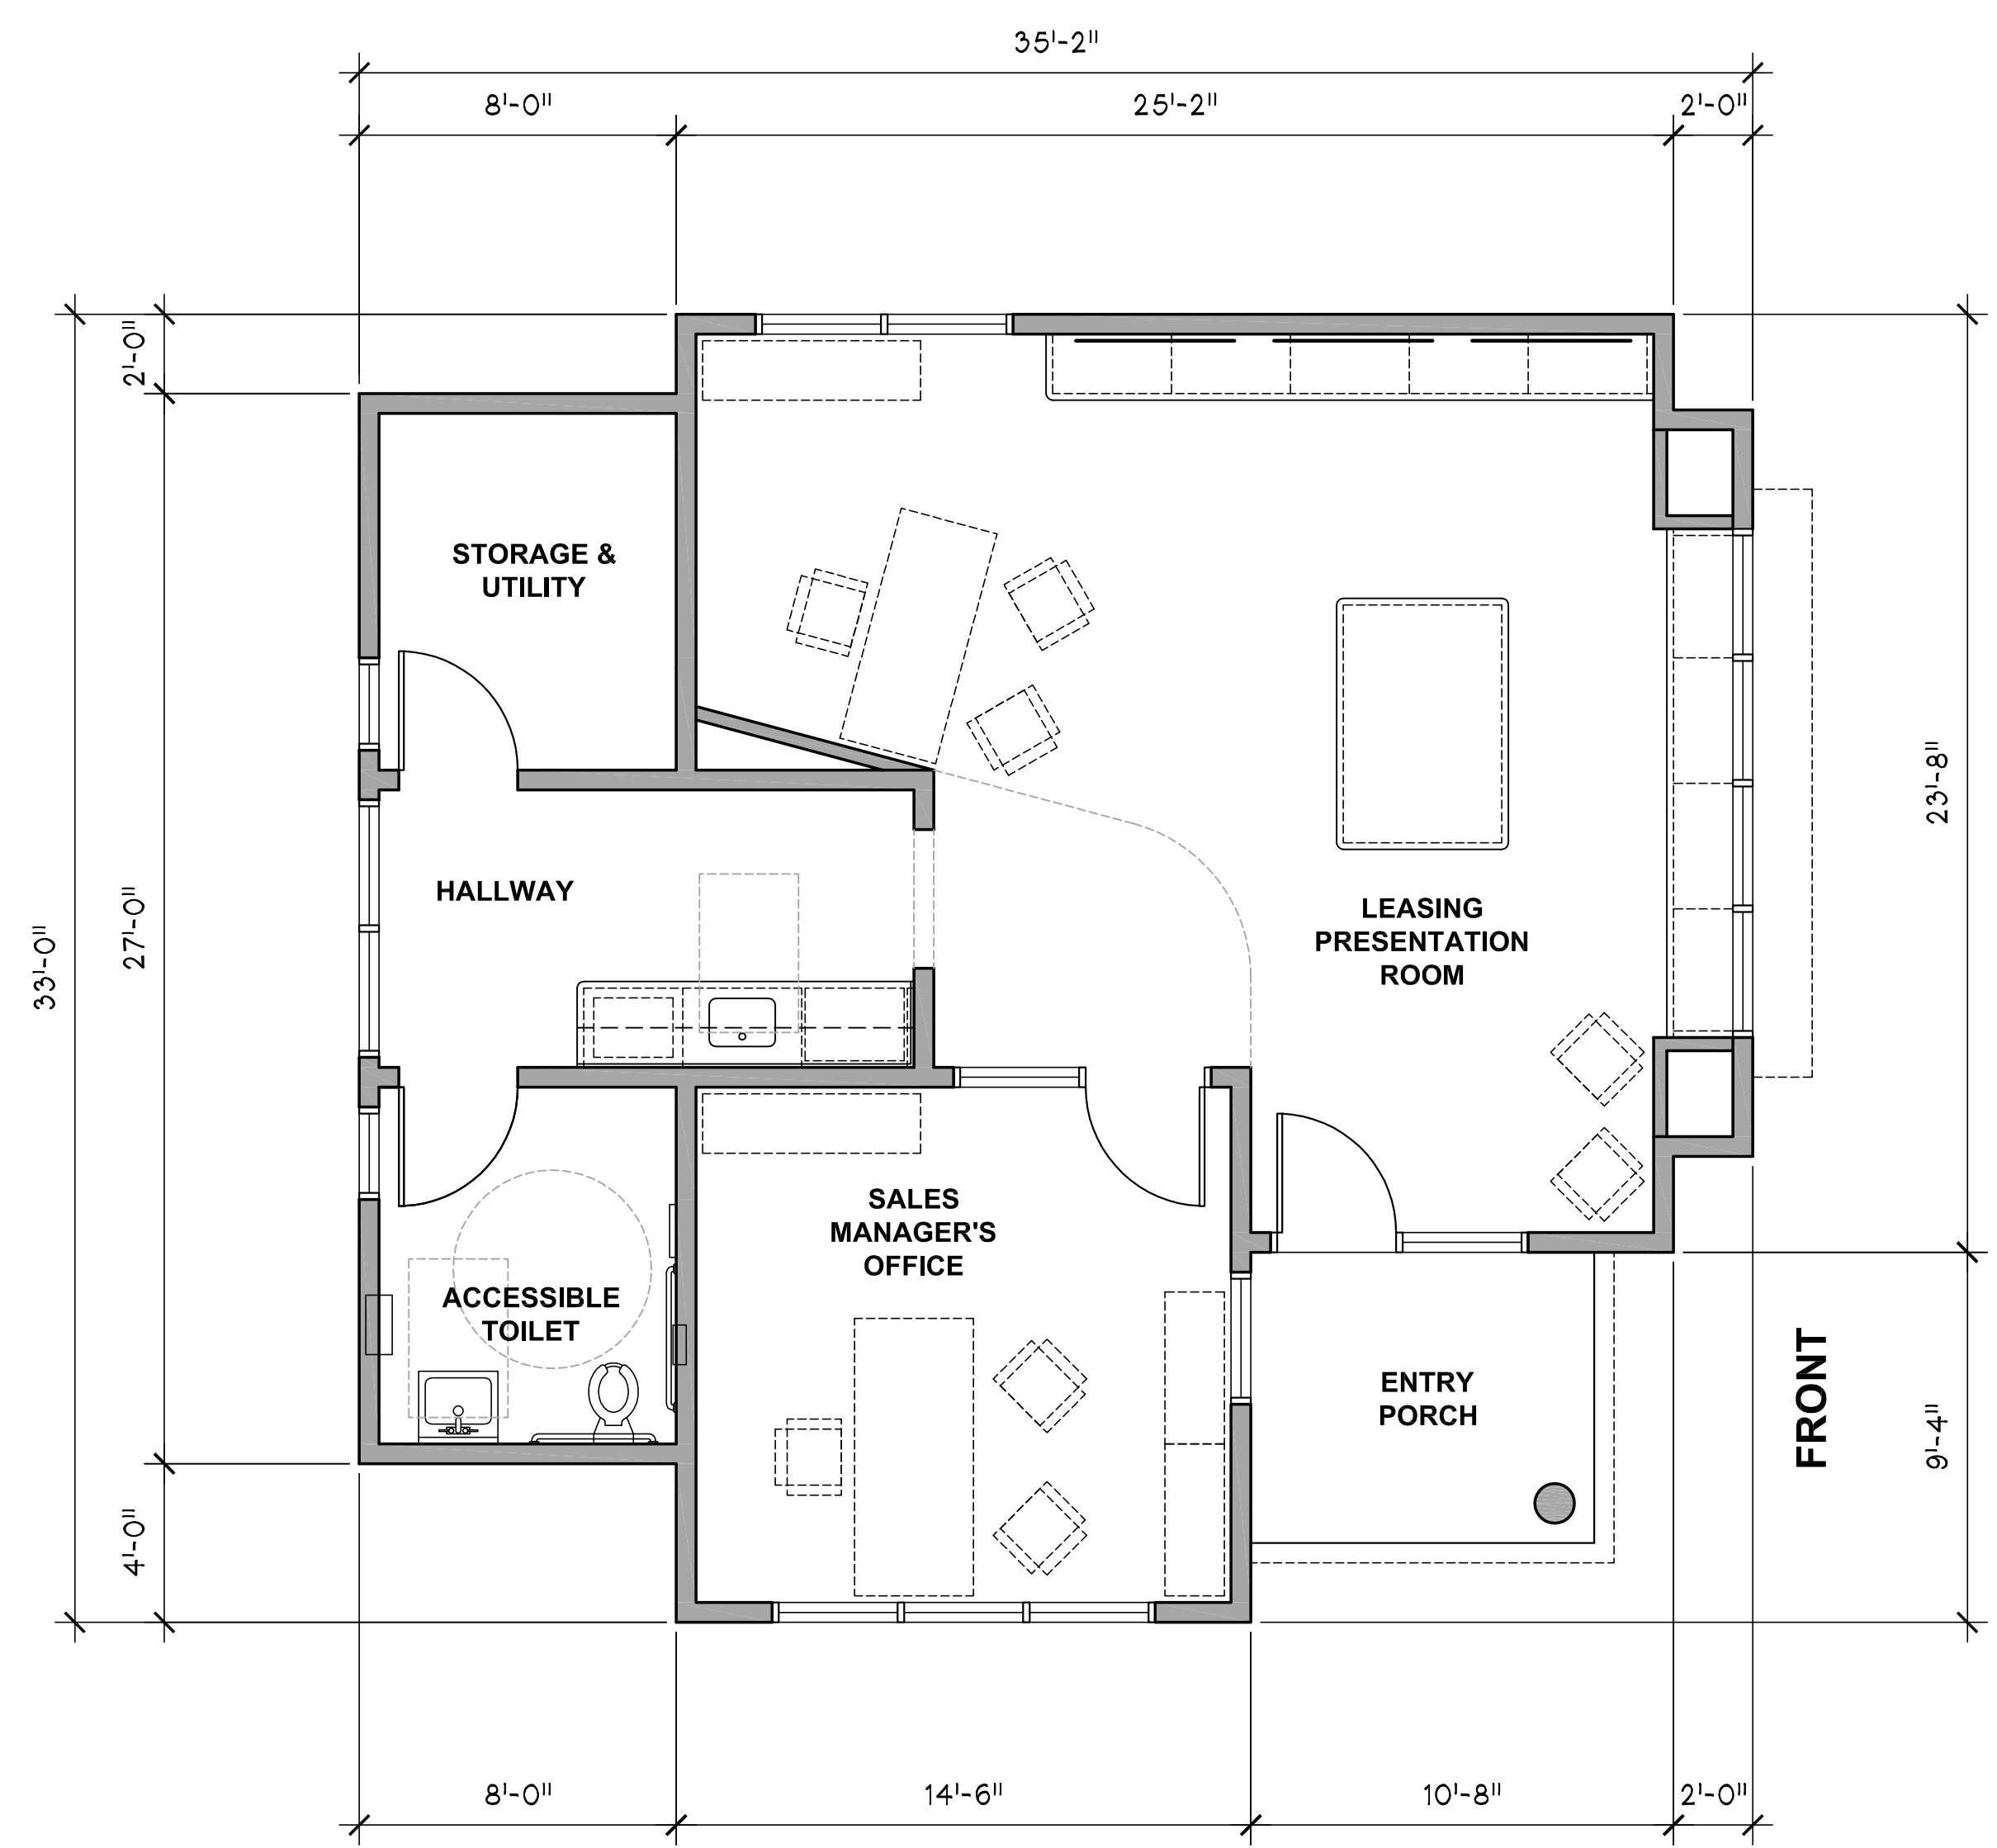 35'-2"
8'-0"
25'-2"
2'-0"
2'-0"
27'-0"
33'-0"
4'-0"
STORAGE &
UTILITY
HALLWAY
LEASING
PRESENTATION
ROOM
23'-8"
SALES
MANAGER'S
OFFICE
ACCESSIBLE
TOILET
ENTRY
PORCH
FRONT
9'-4"
8'-0"
14'-6"
10'-8"
2'-0"